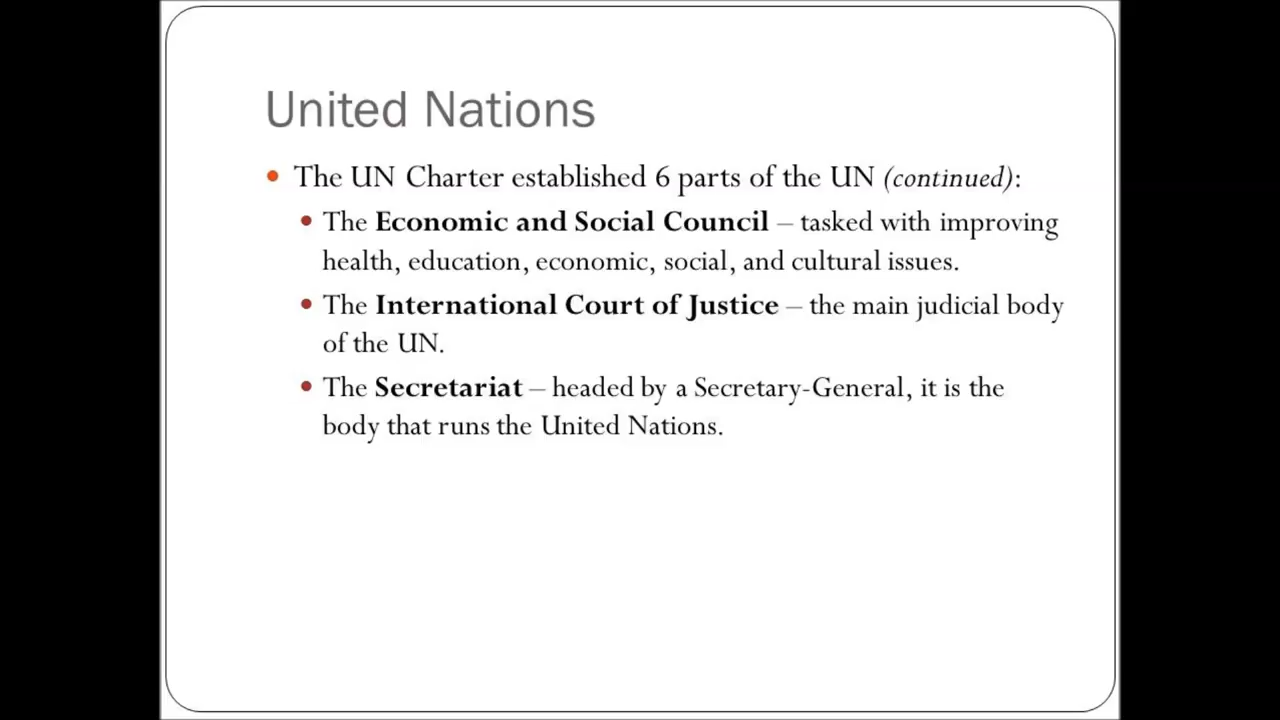 United Nations
• The UN Charter established 6 parts of the UN (continued):
• The Economic and Social Council – tasked with improving
health, education, economic, social, and cultural issues.
• The International Court of Justice – the main judicial body
of the UN.
• The Secretariat – headed by a Secretary-General, it is the
body that runs the United Nations.